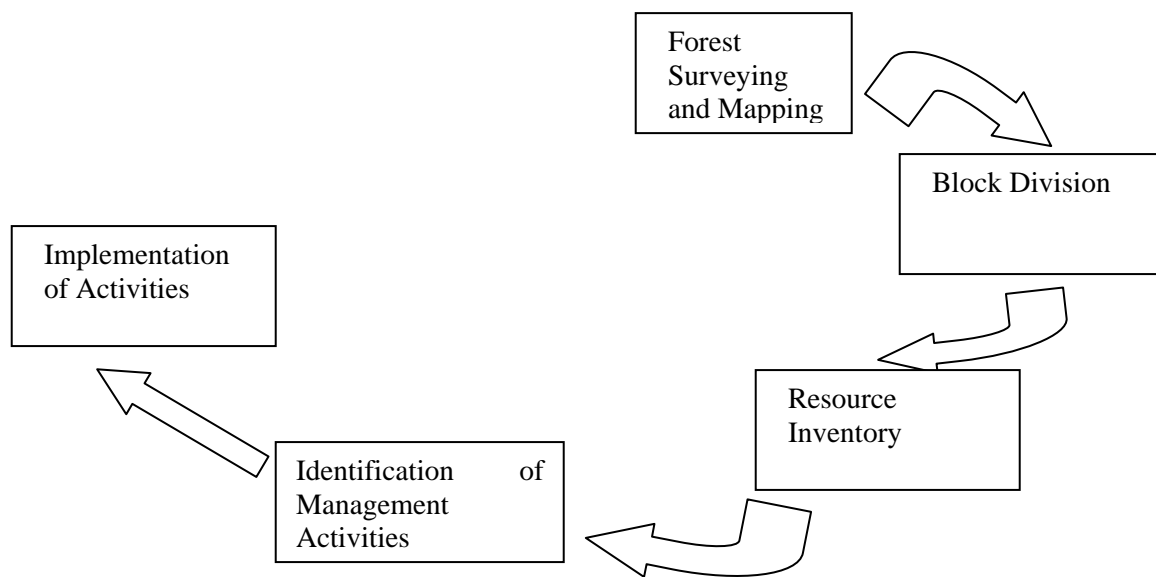 Forest
Surveying
and Mapping
Block Division
Resource
Inventory
Identification of
Management
Activities
Implementation
of Activities